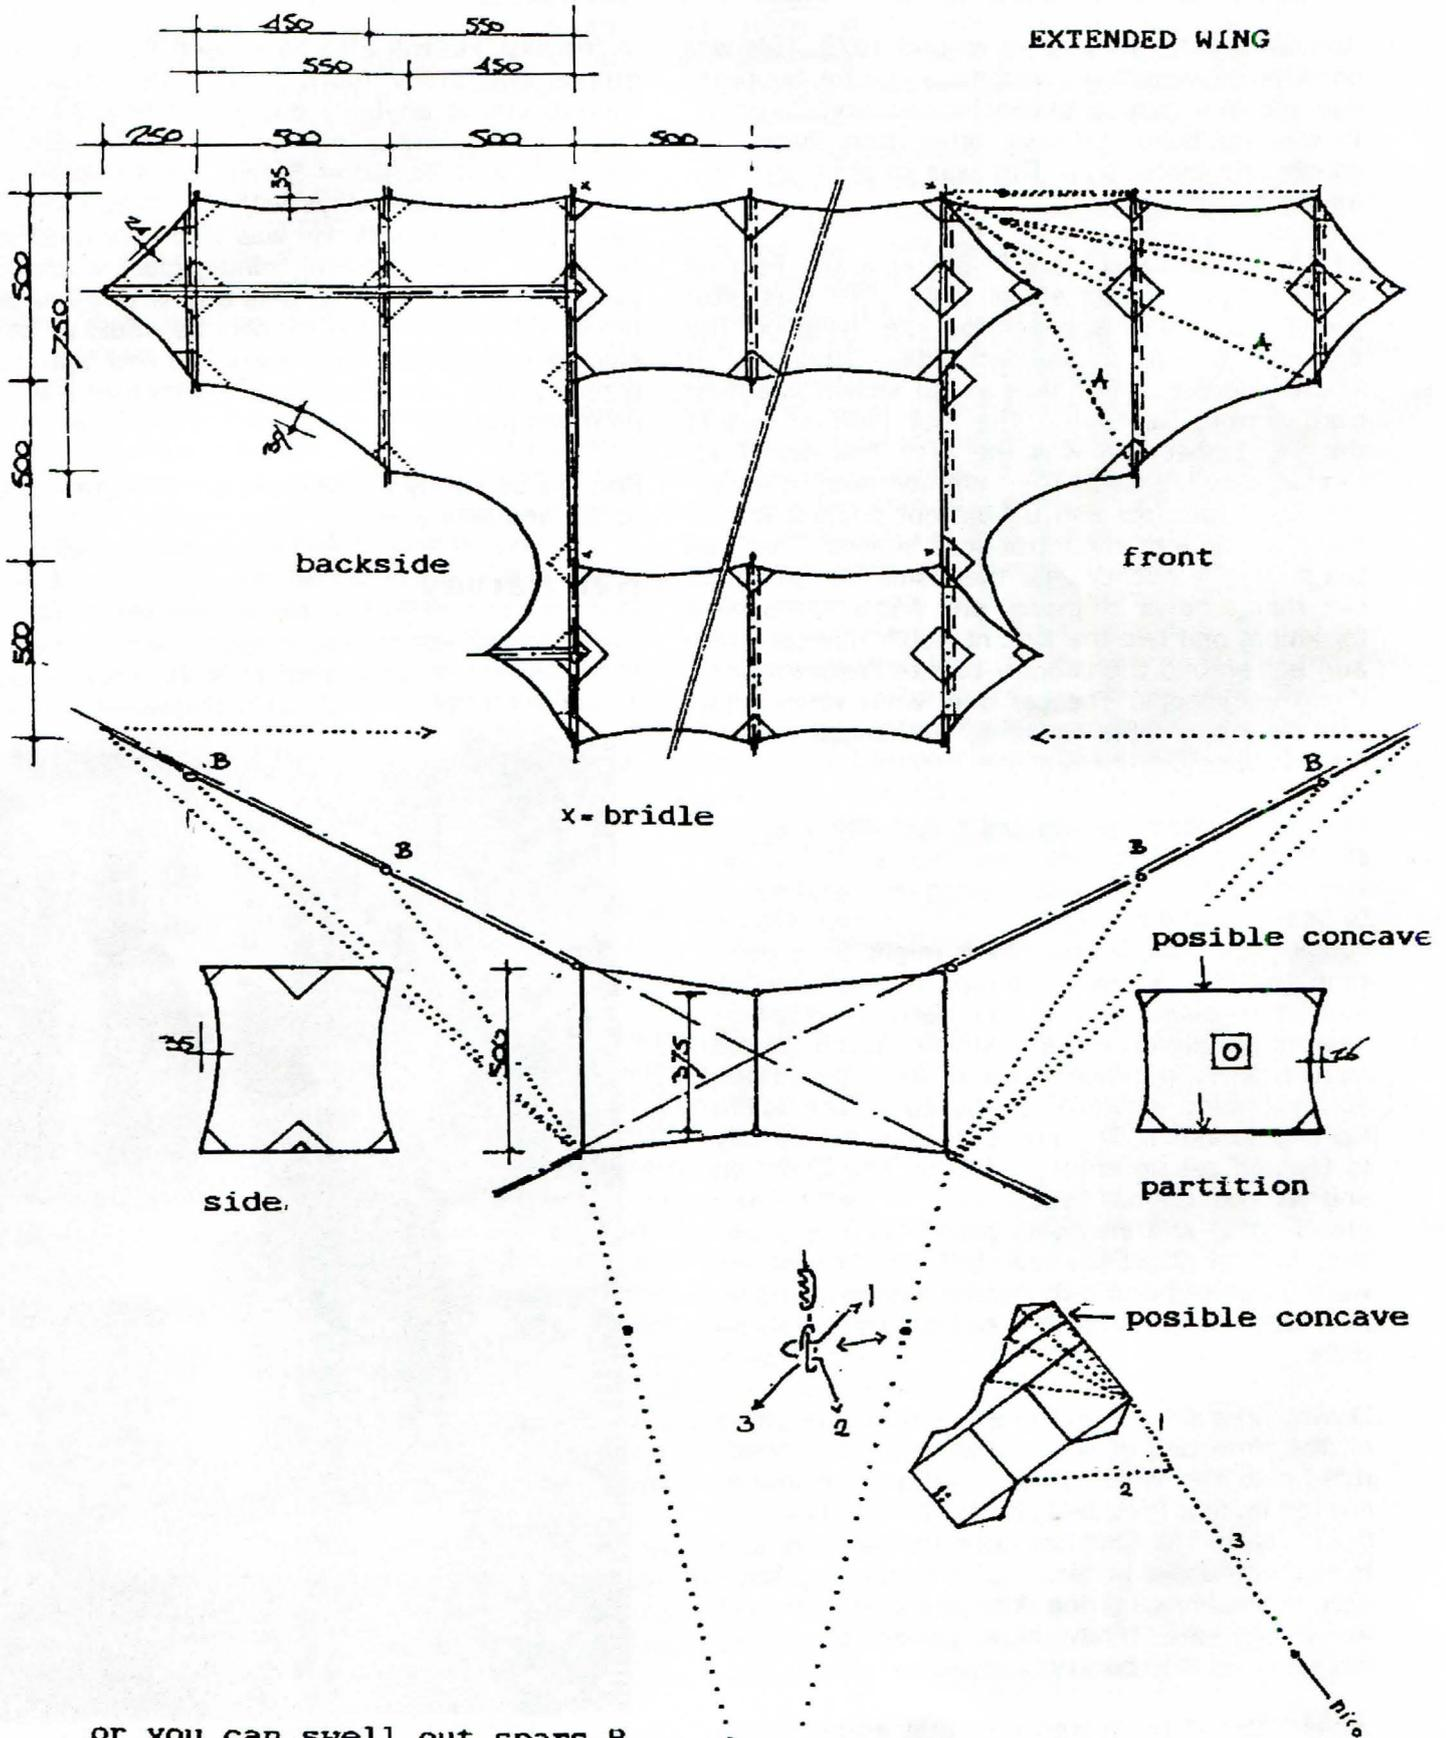 450 550
EXTENDED WING
550 450
250 500 500 500
35
x
x
500
750
A
A
500
backside
front
x
x
500
B
B
x = bridle
B
B
posible concave
35
500
375
O
side
partition
1
posible concave
3 2
1
2
3
nico
or you can swell out spars B